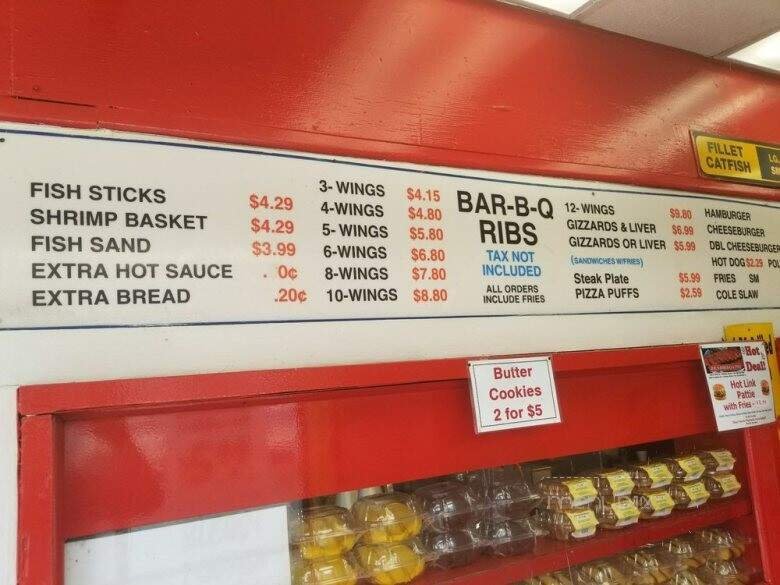 FILLET
CATFISH
FISH STICKS $4.29
SHRIMP BASKET $4.29
FISH SAND $3.99
EXTRA HOT SAUCE . 0¢
EXTRA BREAD .20¢
3- WINGS $4.15
4-WINGS $4.80
5- WINGS $5.80
6-WINGS $6.80
8-WINGS $7.80
10-WINGS $8.80
BAR-B-Q
RIBS
TAX NOT
INCLUDED
ALL ORDERS
INCLUDE FRIES
12- WINGS $9.80
GIZZARDS & LIVER $6.99
GIZZARDS OR LIVER $5.99
(SANDWICHES W/FRIES)
Steak Plate $5.99
PIZZA PUFFS $2.59
HAMBURGER
CHEESEBURGER
DBL CHEESEBURGER
HOT DOG $2.29 POL
FRIES SM
COLE SLAW
Butter
Cookies
2 for $5
Hot
Deal!
Hot Link
Pattie
with Fries